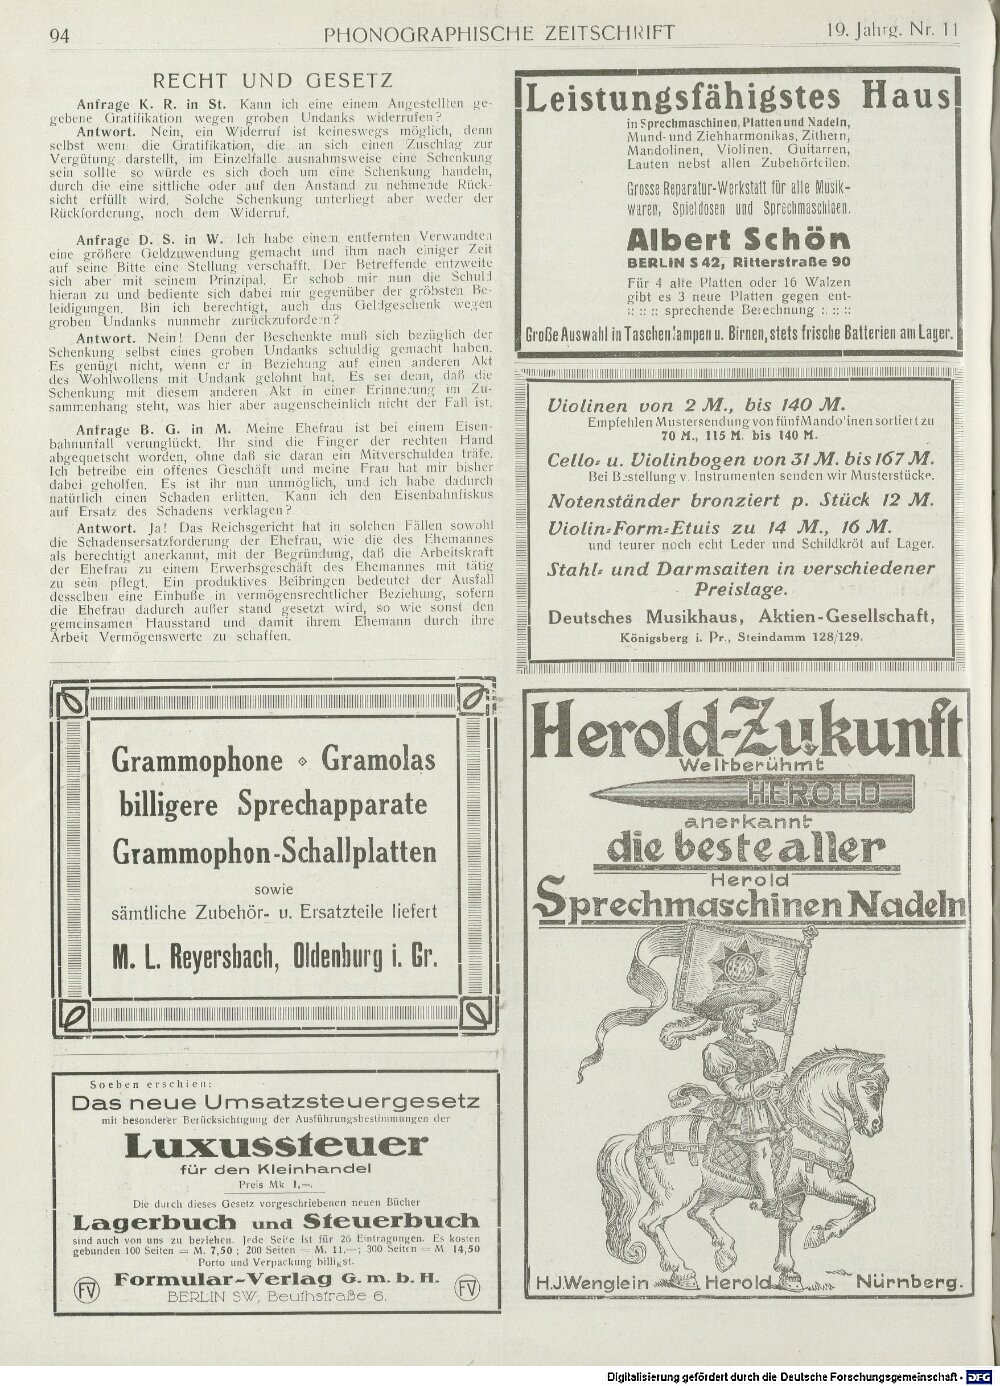 94
PHONOGRAPHISCHE ZEITSCHRIFT
19. Jahrg. Nr. 11
RECHT UND GESETZ
Anfrage K. R. in St. Kann ich eine einem Angestellten ge-
gebene Gratifikation wegen groben Undanks widerrufen?
Antwort. Nein, ein Widerruf ist keineswegs möglich, denn
selbst wenn die Gratifikation, die an sich einen Zuschlag zur
Vergütung darstellt, im Einzelfalle ausnahmsweise eine Schenkung
sein sollte so würde es sich doch um eine Schenkung handeln,
durch die eine sittliche oder auf den Anstand zu nehmende Rück-
sicht erfüllt wird. Solche Schenkung unterliegt aber weder der
Rückforderung, noch dem Widerruf.
Anfrage D. S. in W. Ich habe einem entfernten Verwandten
eine größere Geldzuwendung gemacht und ihm nach einiger Zeit
auf seine Bitte eine Stellung verschafft. Der Betreffende entzweite
sich aber mit seinem Prinzipal. Er schob mir nun die Schuld
hieran zu und bediente sich dabei mir gegenüber der gröbsten Be-
leidigungen. Bin ich berechtigt, auch das Geldgeschenk wegen
groben Undanks nunmehr zurückzufordern?
Antwort. Nein! Denn der Beschenkte muß sich bezüglich der
Schenkung selbst eines groben Undanks schuldig gemacht haben.
Es genügt nicht, wenn er in Beziehung auf einen anderen Akt
des Wohlwollens mit Undank gelohnt hat. Es sei denn, daß die
Schenkung mit diesem anderen Akt in einer Erinnerung im Zu-
sammenhang steht, was hier aber augenscheinlich nicht der Fall ist.
Anfrage B. G. in M. Meine Ehefrau ist bei einem Eisen-
bahnunfall verunglückt. Ihr sind die Finger der rechten Hand
abgequetscht worden, ohne daß sie daran ein Mitverschulden träfe.
Ich betreibe ein offenes Geschäft und meine Frau hat mir bisher
dabei geholfen. Es ist ihr nun unmöglich, und ich habe dadurch
natürlich einen Schaden erlitten. Kann ich den Eisenbahnfiskus
auf Ersatz des Schadens verklagen?
Antwort. Ja! Das Reichsgericht hat in solchen Fällen sowohl
die Schadensersatzforderung der Ehefrau, wie die des Ehemannes
als berechtigt anerkannt, mit der Begründung, daß die Arbeitskraft
der Ehefrau zu einem Erwerbsgeschäft des Ehemannes mit tätig
zu sein pflegt. Ein produktives Beibringen bedeutet der Ausfall
desselben eine Einbuße in vermögensrechtlicher Beziehung, sofern
die Ehefrau dadurch außer stand gesetzt wird, so wie sonst den
gemeinsamen Hausstand und damit ihrem Ehemann durch ihre
Arbeit Vermögenswerte zu schaffen.
Grammophone ⋄ Gramolas
billigere Sprechapparate
Grammophon-Schallplatten
sowie
sämtliche Zubehör- u. Ersatzteile liefert
M. L. Reyersbach, Oldenburg i. Gr.
Soeben erschien:
Das neue Umsatzsteuergesetz
mit besonderer Berücksichtigung der Ausführungsbestimmungen der
Luxussteuer
für den Kleinhandel
Preis Mk 1,—.
Die durch dieses Gesetz vorgeschriebenen neuen Bücher
Lagerbuch und Steuerbuch
sind auch von uns zu beziehen. Jede Seite ist für 26 Eintragungen. Es kosten
gebunden 100 Seiten = M. 7,50; 200 Seiten = M. 11,—; 300 Seiten = M 14,50
Porto und Verpackung billigst.
Formular-Verlag G. m. b. H.
FV BERLIN SW, Beuthstraße 6. FV
Leistungsfähigstes Haus
in Sprechmaschinen, Platten und Nadeln,
Mund- und Ziehharmonikas, Zithern,
Mandolinen, Violinen, Guitarren,
Lauten nebst allen Zubehörteilen.
Grosse Reparatur-Werkstatt für alle Musik-
waren, Spieldosen und Sprechmaschinen.
Albert Schön
BERLIN S 42, Ritterstraße 90
Für 4 alte Platten oder 16 Walzen
gibt es 3 neue Platten gegen ent-
:: :: :: sprechende Berechnung :: :: ::
Große Auswahl in Taschenlampen u. Birnen, stets frische Batterien am Lager.
Violinen von 2 M., bis 140 M.
Empfehlen Mustersendung von fünf Mandolinen sortiert zu
70 M., 115 M. bis 140 M.
Cello- u. Violinbogen von 31 M. bis 167 M.
Bei Bestellung v. Instrumenten senden wir Musterstücke.
Notenständer bronziert p. Stück 12 M.
Violin-Form-Etuis zu 14 M., 16 M.
und teurer noch echt Leder und Schildkröt auf Lager.
Stahl- und Darmsaiten in verschiedener
Preislage.
Deutsches Musikhaus, Aktien-Gesellschaft,
Königsberg i. Pr., Steindamm 128/129.
Herold-Zukunft
Weltberühmt
HEROLD
anerkannt
die beste aller
Herold
Sprechmaschinen Nadeln
H. J. Wenglein Herold Nürnberg.
Digitalisierung gefördert durch die Deutsche Forschungsgemeinschaft - DFG